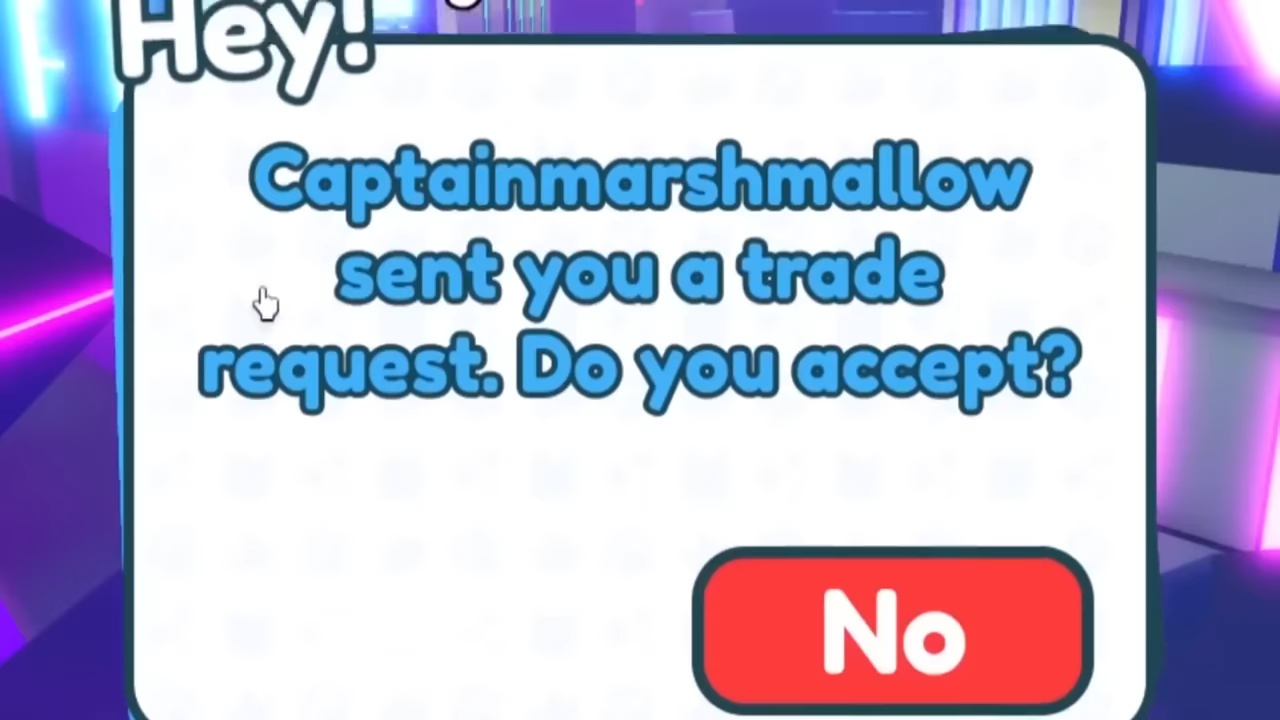 Hey!
Captainmarshmallow
sent you a trade
request. Do you accept?
No